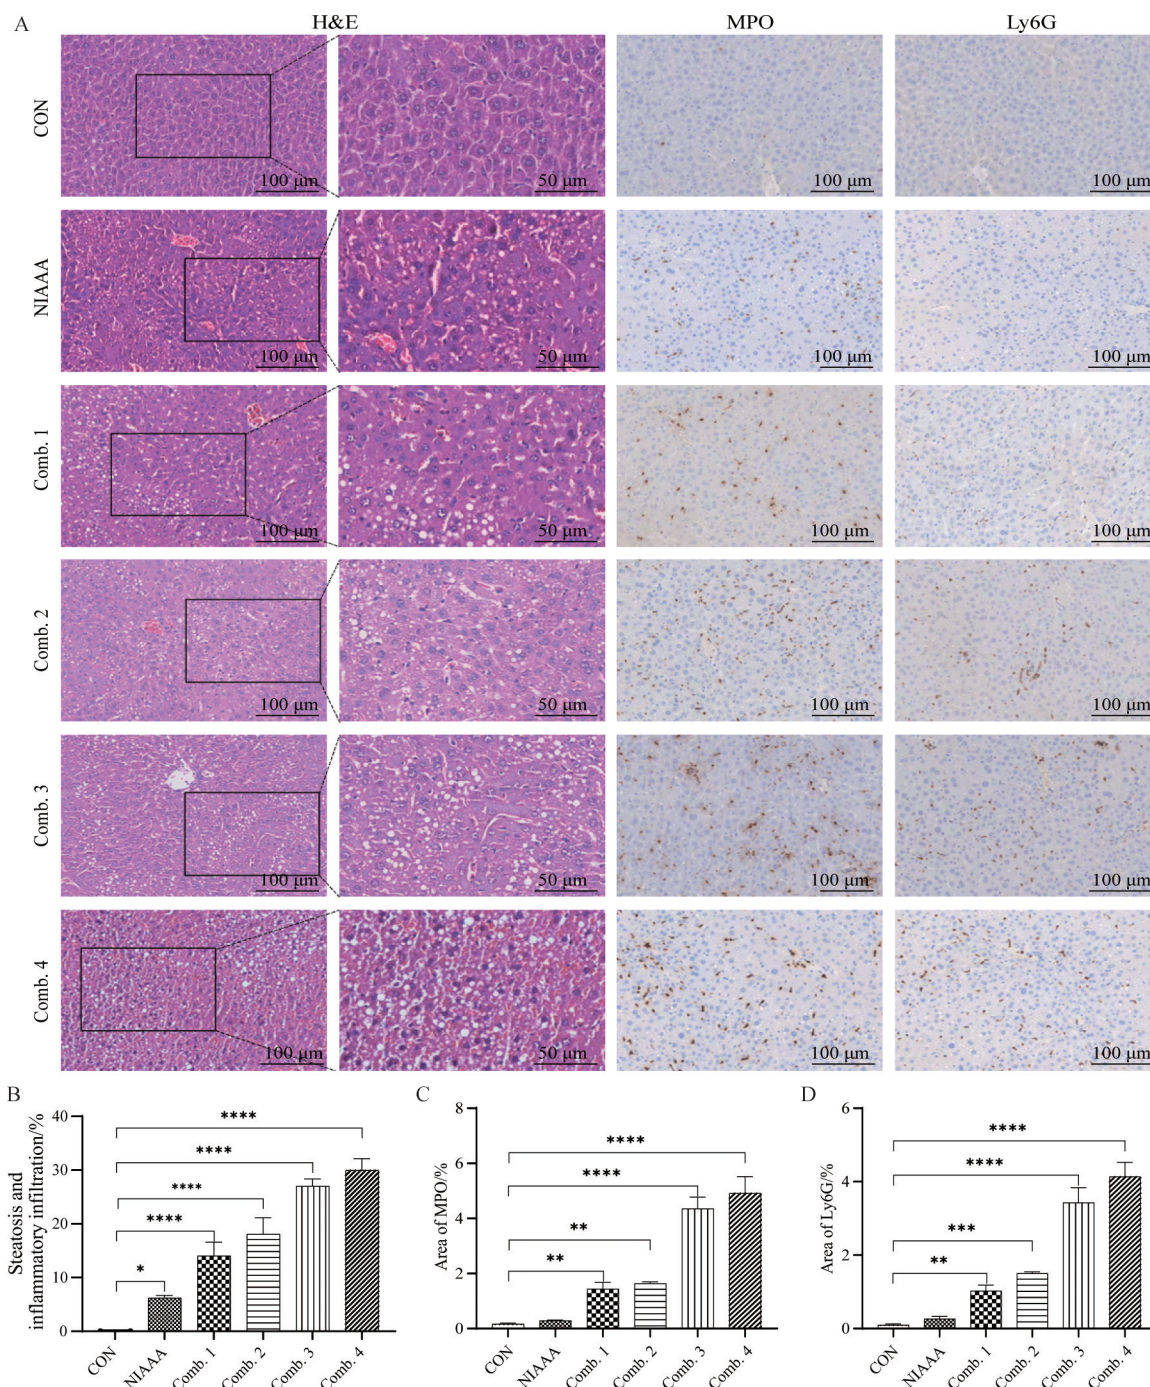 A
H&E
MPO
Ly6G
CON
100 μm
50 μm
100 μm
100 μm
NIAAA
100 μm
50 μm
100 μm
100 μm
Comb. 1
100 μm
50 μm
100 μm
100 μm
Comb. 2
100 μm
50 μm
100 μm
100 μm
Comb. 3
100 μm
50 μm
100 μm
100 μm
Comb. 4
100 μm
50 μm
100 μm
100 μm
B
Steatosis and
inflammatory infiltration/%
40
30
20
10
0
****
****
****
****
*
CON
NIAAA
Comb. 1
Comb. 2
Comb. 3
Comb. 4
C
Area of MPO/%
8
6
4
2
0
****
****
**
**
CON
NIAAA
Comb. 1
Comb. 2
Comb. 3
Comb. 4
D
Area of Ly6G/%
6
4
2
0
****
****
***
**
CON
NIAAA
Comb. 1
Comb. 2
Comb. 3
Comb. 4